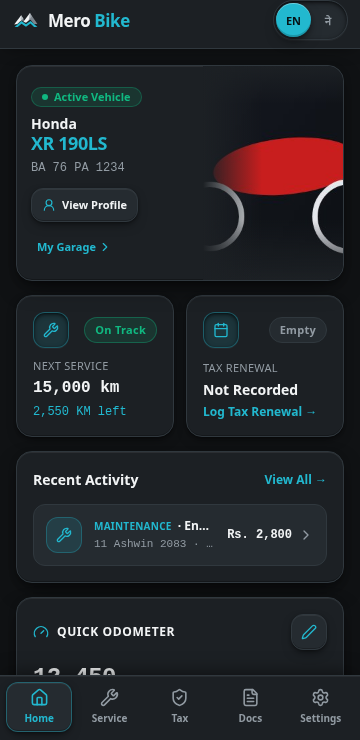 Mero Bike
EN
ने
Active Vehicle
Honda
XR 190LS
BA 76 PA 1234
View Profile
My Garage
On Track
NEXT SERVICE
15,000 km
2,550 KM left
Empty
TAX RENEWAL
Not Recorded
Log Tax Renewal →
Recent Activity
View All →
MAINTENANCE · En...
11 Ashwin 2083 · …
Rs. 2,800
QUICK ODOMETER
12,450
Home
Service
Tax
Docs
Settings